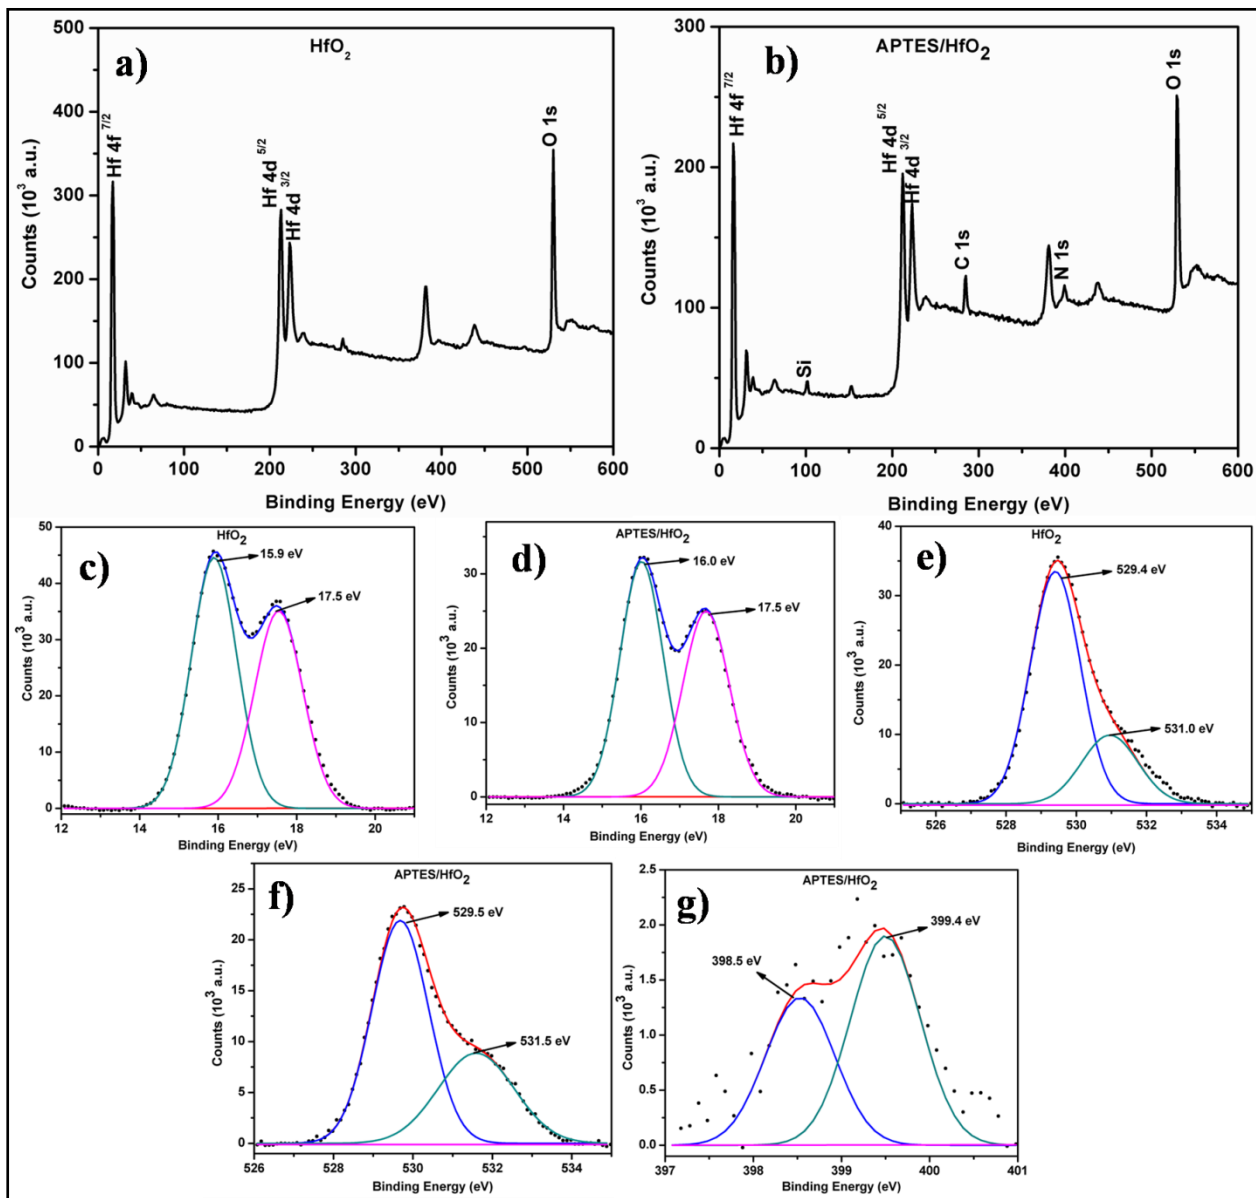 a)
HfO2
500
400
300
200
100
0
Counts (10^3 a.u.)
Hf 4f 7/2
Hf 4d 5/2
Hf 4d 3/2
O 1s
0 100 200 300 400 500 600
Binding Energy (eV)
b)
APTES/HfO2
300
200
100
0
Counts (10^3 a.u.)
Hf 4f 7/2
Si
Hf 4d 5/2
Hf 4d 3/2
C 1s
N 1s
O 1s
0 100 200 300 400 500 600
Binding Energy (eV)
c)
HfO2
50
45
40
35
30
25
20
15
10
5
0
Counts (10^3 a.u.)
15.9 eV
17.5 eV
12 14 16 18 20
Binding Energy (eV)
d)
APTES/HfO2
30
20
10
0
Counts (10^3 a.u.)
16.0 eV
17.5 eV
12 14 16 18 20
Binding Energy (eV)
e)
HfO2
40
30
20
10
0
Counts (10^3 a.u.)
529.4 eV
531.0 eV
526 528 530 532 534
Binding Energy (eV)
f)
APTES/HfO2
25
20
15
10
5
0
Counts (10^3 a.u.)
529.5 eV
531.5 eV
526 528 530 532 534
Binding Energy (eV)
g)
APTES/HfO2
2.5
2.0
1.5
1.0
0.5
0.0
Counts (10^3 a.u.)
398.5 eV
399.4 eV
397 398 399 400 401
Binding Energy (eV)